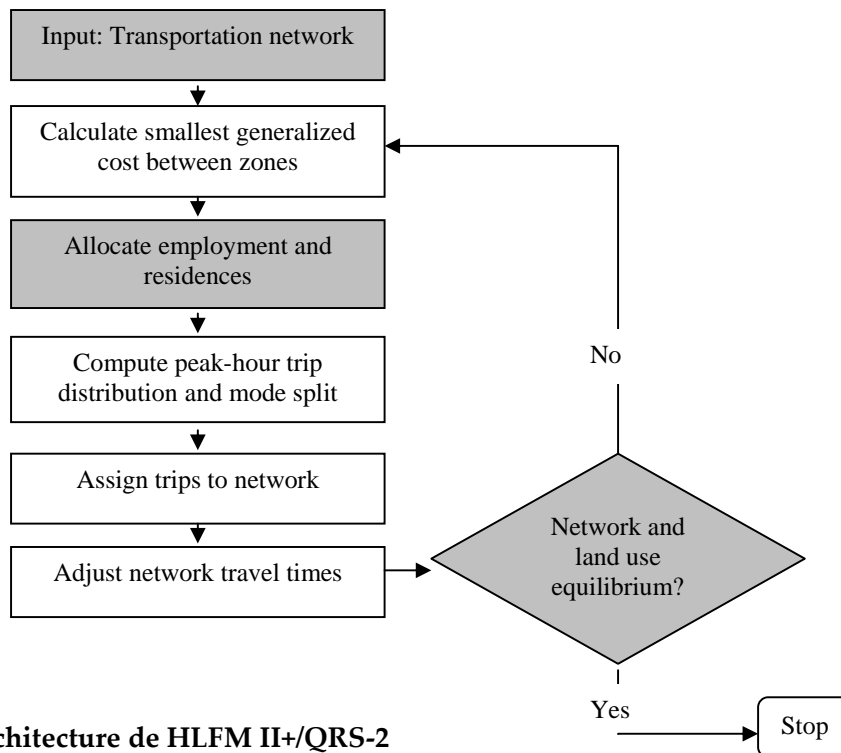 Input: Transportation network
Calculate smallest generalized
cost between zones
Allocate employment and
residences
Compute peak-hour trip
distribution and mode split
Assign trips to network
Adjust network travel times
Network and
land use
equilibrium?
No
Yes
Stop
chitecture de HLFM II+/QRS-2